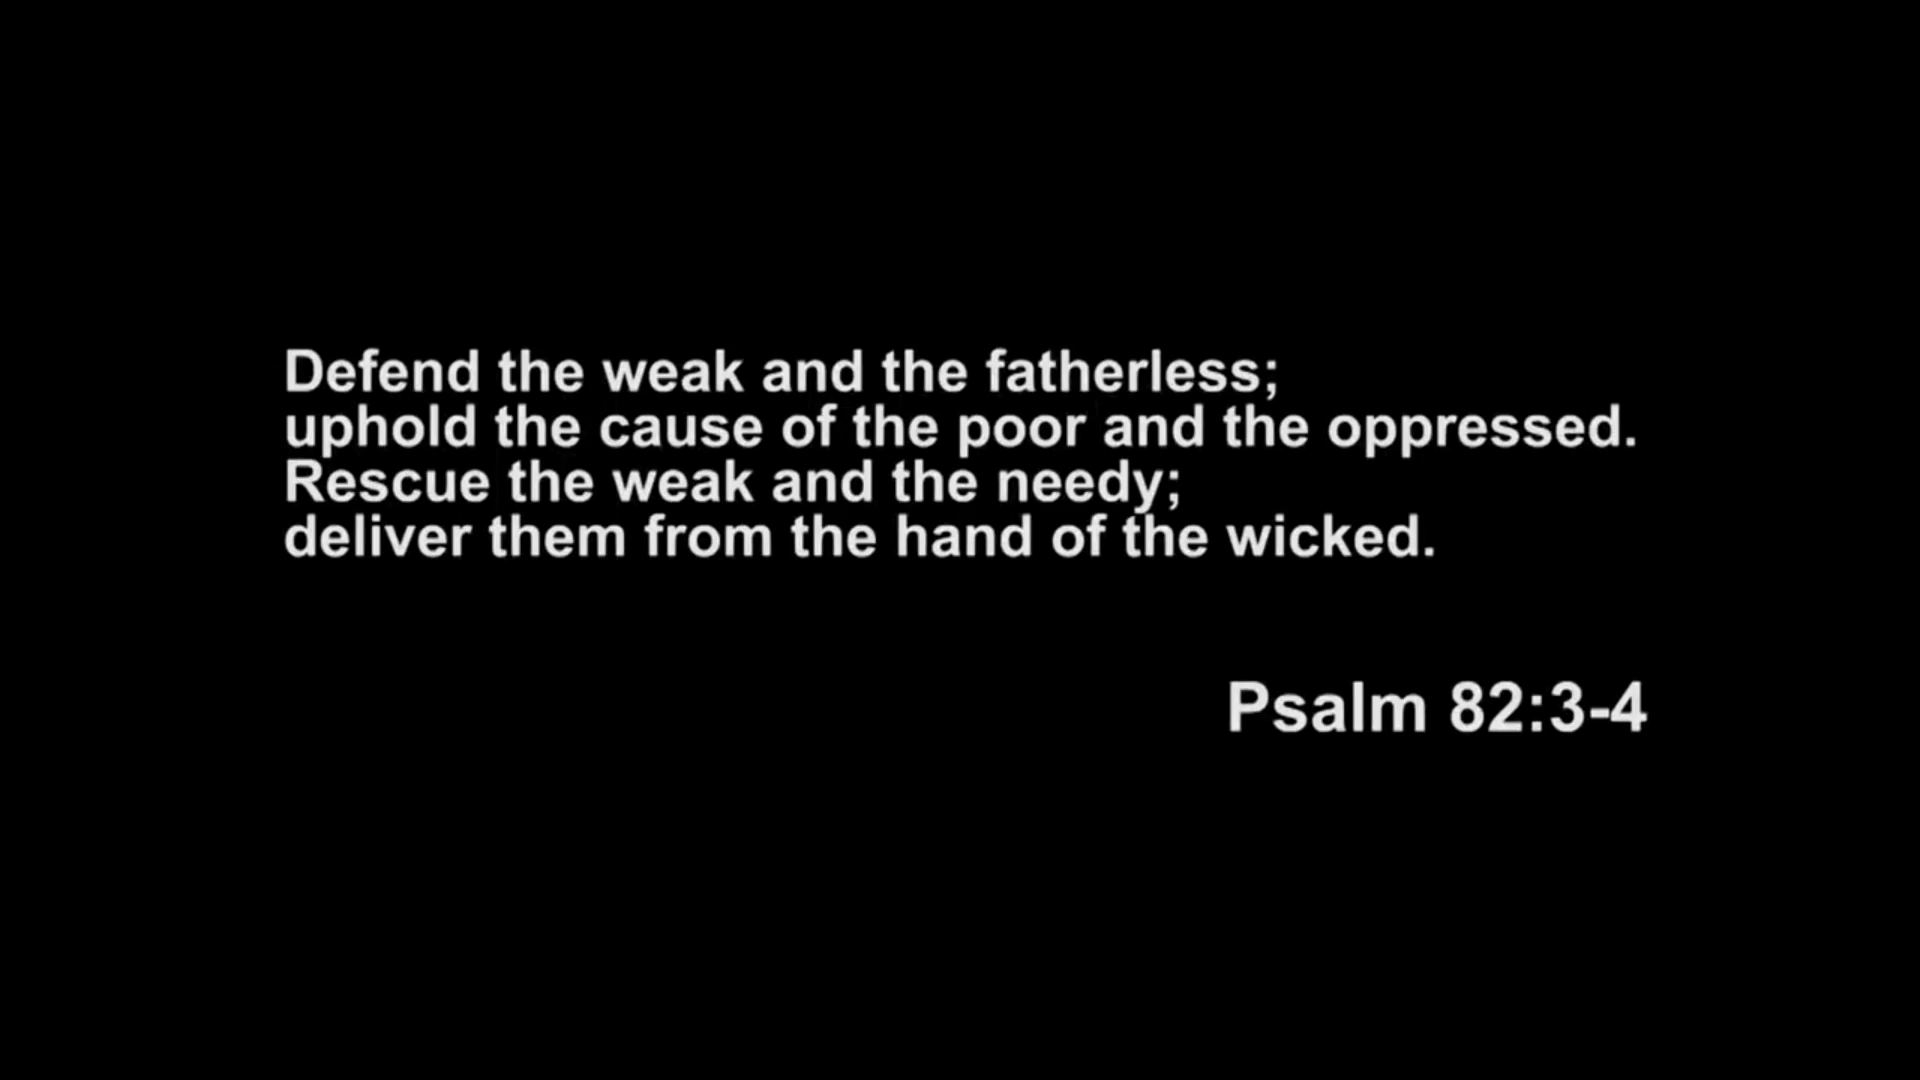 Defend the weak and the fatherless;
uphold the cause of the poor and the oppressed.
Rescue the weak and the needy;
deliver them from the hand of the wicked.
Psalm 82:3-4